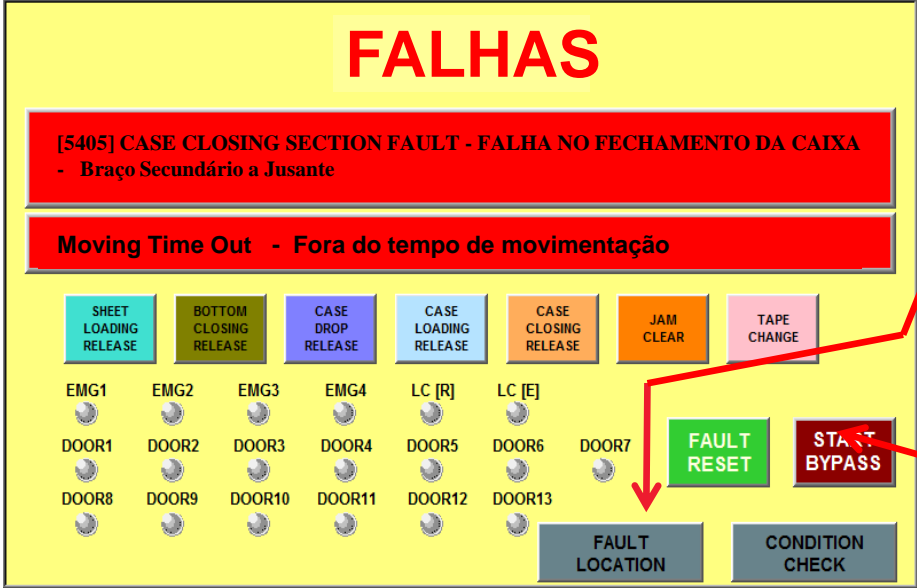 FALHAS
[5405] CASE CLOSING SECTION FAULT - FALHA NO FECHAMENTO DA CAIXA
- Braço Secundário a Jusante
Moving Time Out - Fora do tempo de movimentação
SHEET
LOADING
RELEASE
BOTTOM
CLOSING
RELEASE
CASE
DROP
RELEASE
CASE
LOADING
RELEASE
CASE
CLOSING
RELEASE
JAM
CLEAR
TAPE
CHANGE
EMG1 EMG2 EMG3 EMG4 LC [R] LC [E]
DOOR1 DOOR2 DOOR3 DOOR4 DOOR5 DOOR6 DOOR7
FAULT
RESET
START
BYPASS
DOOR8 DOOR9 DOOR10 DOOR11 DOOR12 DOOR13
FAULT
LOCATION
CONDITION
CHECK